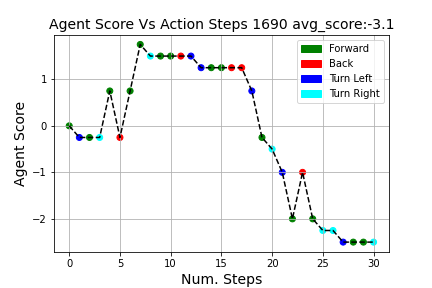 Agent Score Vs Action Steps 1690 avg_score:-3.1
Forward
Back
Turn Left
Turn Right
Agent Score
1
0
−1
−2
0 5 10 15 20 25 30
Num. Steps